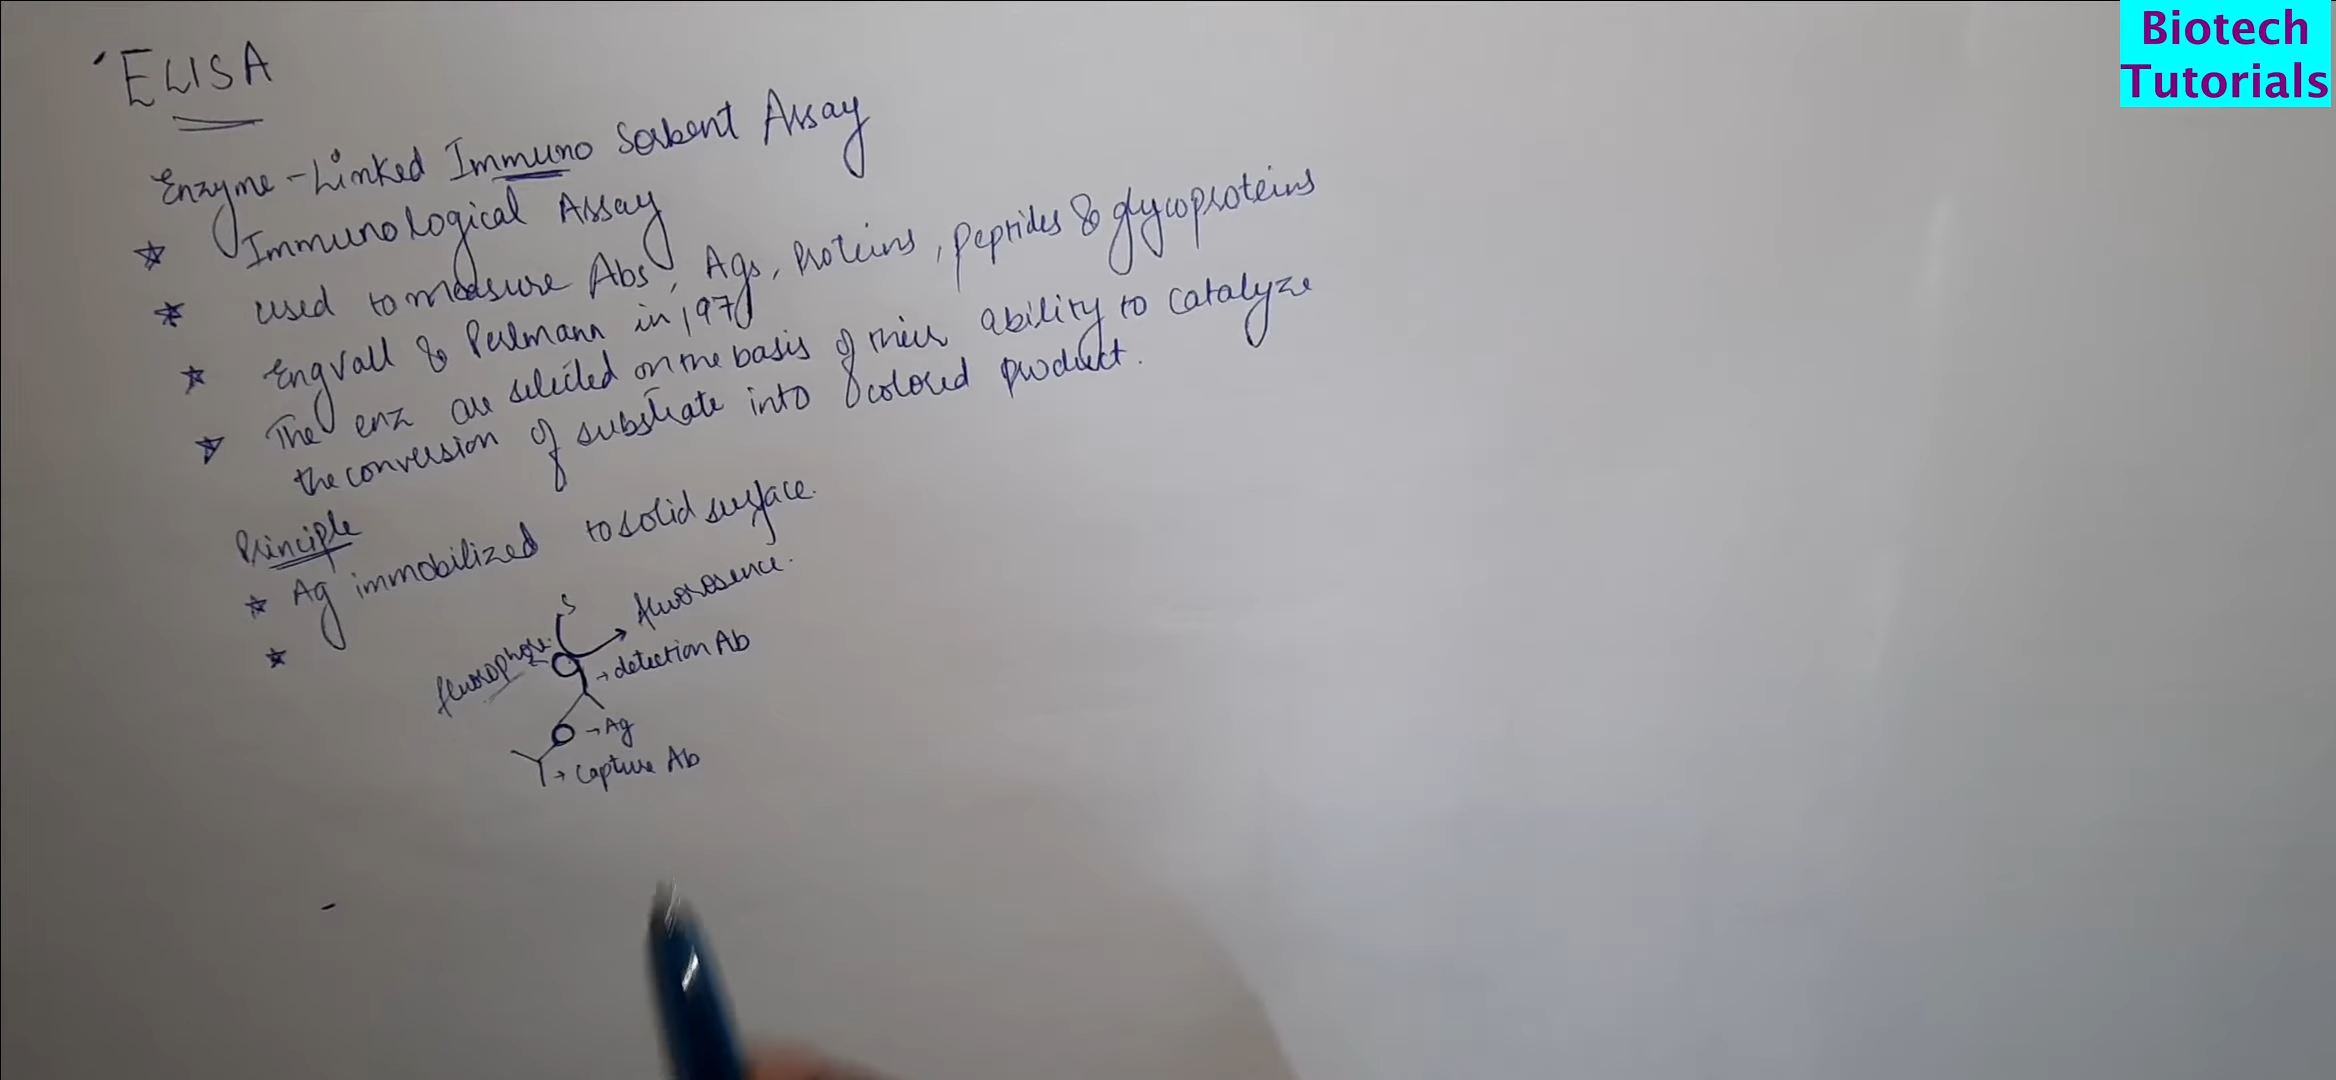 ELISA
Enzyme-Linked Immuno Sorbent Assay
Immunological Assay
used to measure Abs, Ags, Proteins, peptides & glycoproteins
Engvall & Perlmann in 1970
The enz are selected on the basis of their ability to catalyze
the conversion of substrate into colored product.
Principle
Ag immobilized to solid surface.
S
fluorosence.
fluorophore
→detection Ab
→Ag
→ capture Ab
Biotech
Tutorials